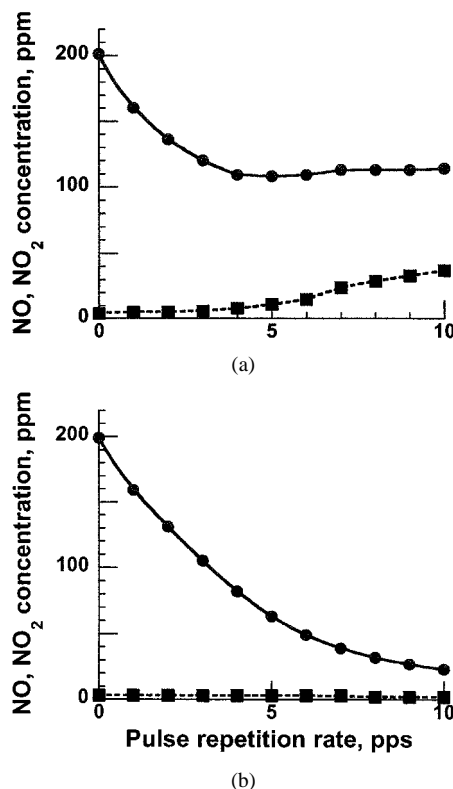 NO, NO2 concentration, ppm
200
100
0
0 5 10
(a)
NO, NO2 concentration, ppm
200
100
0
0 5 10
Pulse repetition rate, pps
(b)